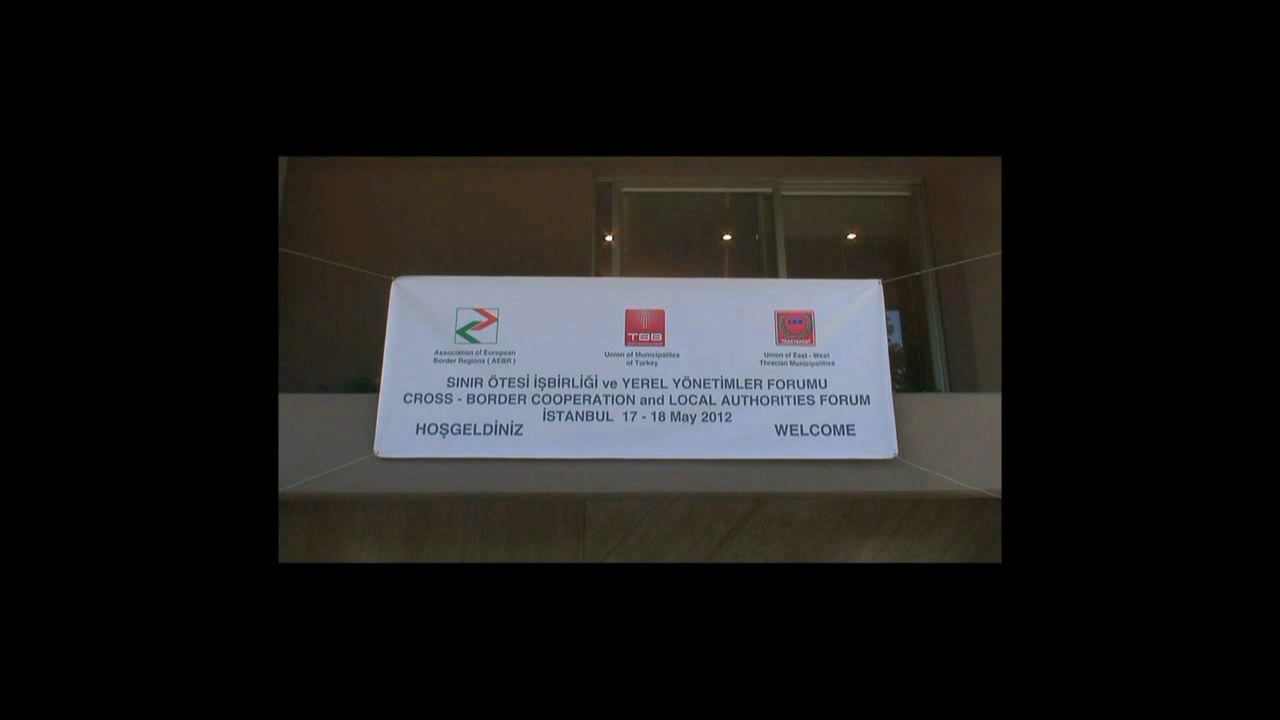 TBB
TRAKYAKENT
Association of European
Border Regions ( AEBR )
Union of Municipalites
of Turkey
Union of East - West
Thracian Municipalities
SINIR ÖTESİ İŞBİRLİĞİ ve YEREL YÖNETİMLER FORUMU
CROSS - BORDER COOPERATION and LOCAL AUTHORITIES FORUM
İSTANBUL 17 - 18 May 2012
HOŞGELDİNİZ
WELCOME